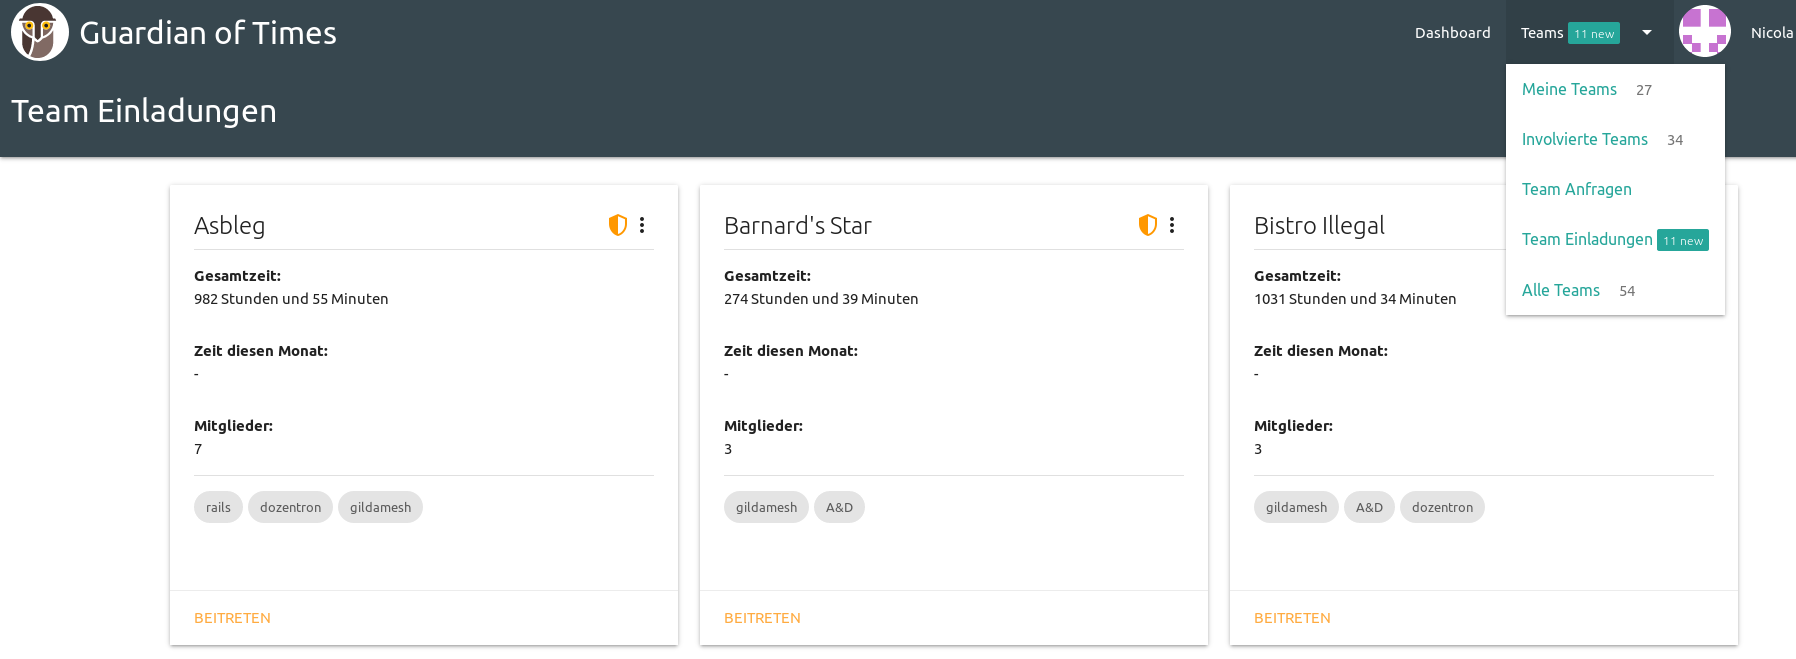 Guardian of Times
Dashboard
Teams 11 new
Nicola
Team Einladungen
Meine Teams 27
Involvierte Teams 34
Team Anfragen
Team Einladungen 11 new
Alle Teams 54
Asbleg
Gesamtzeit:
982 Stunden und 55 Minuten
Zeit diesen Monat:
-
Mitglieder:
7
rails dozentron gildamesh
BEITRETEN
Barnard's Star
Gesamtzeit:
274 Stunden und 39 Minuten
Zeit diesen Monat:
-
Mitglieder:
3
gildamesh A&D
BEITRETEN
Bistro Illegal
Gesamtzeit:
1031 Stunden und 34 Minuten
Zeit diesen Monat:
-
Mitglieder:
3
gildamesh A&D dozentron
BEITRETEN